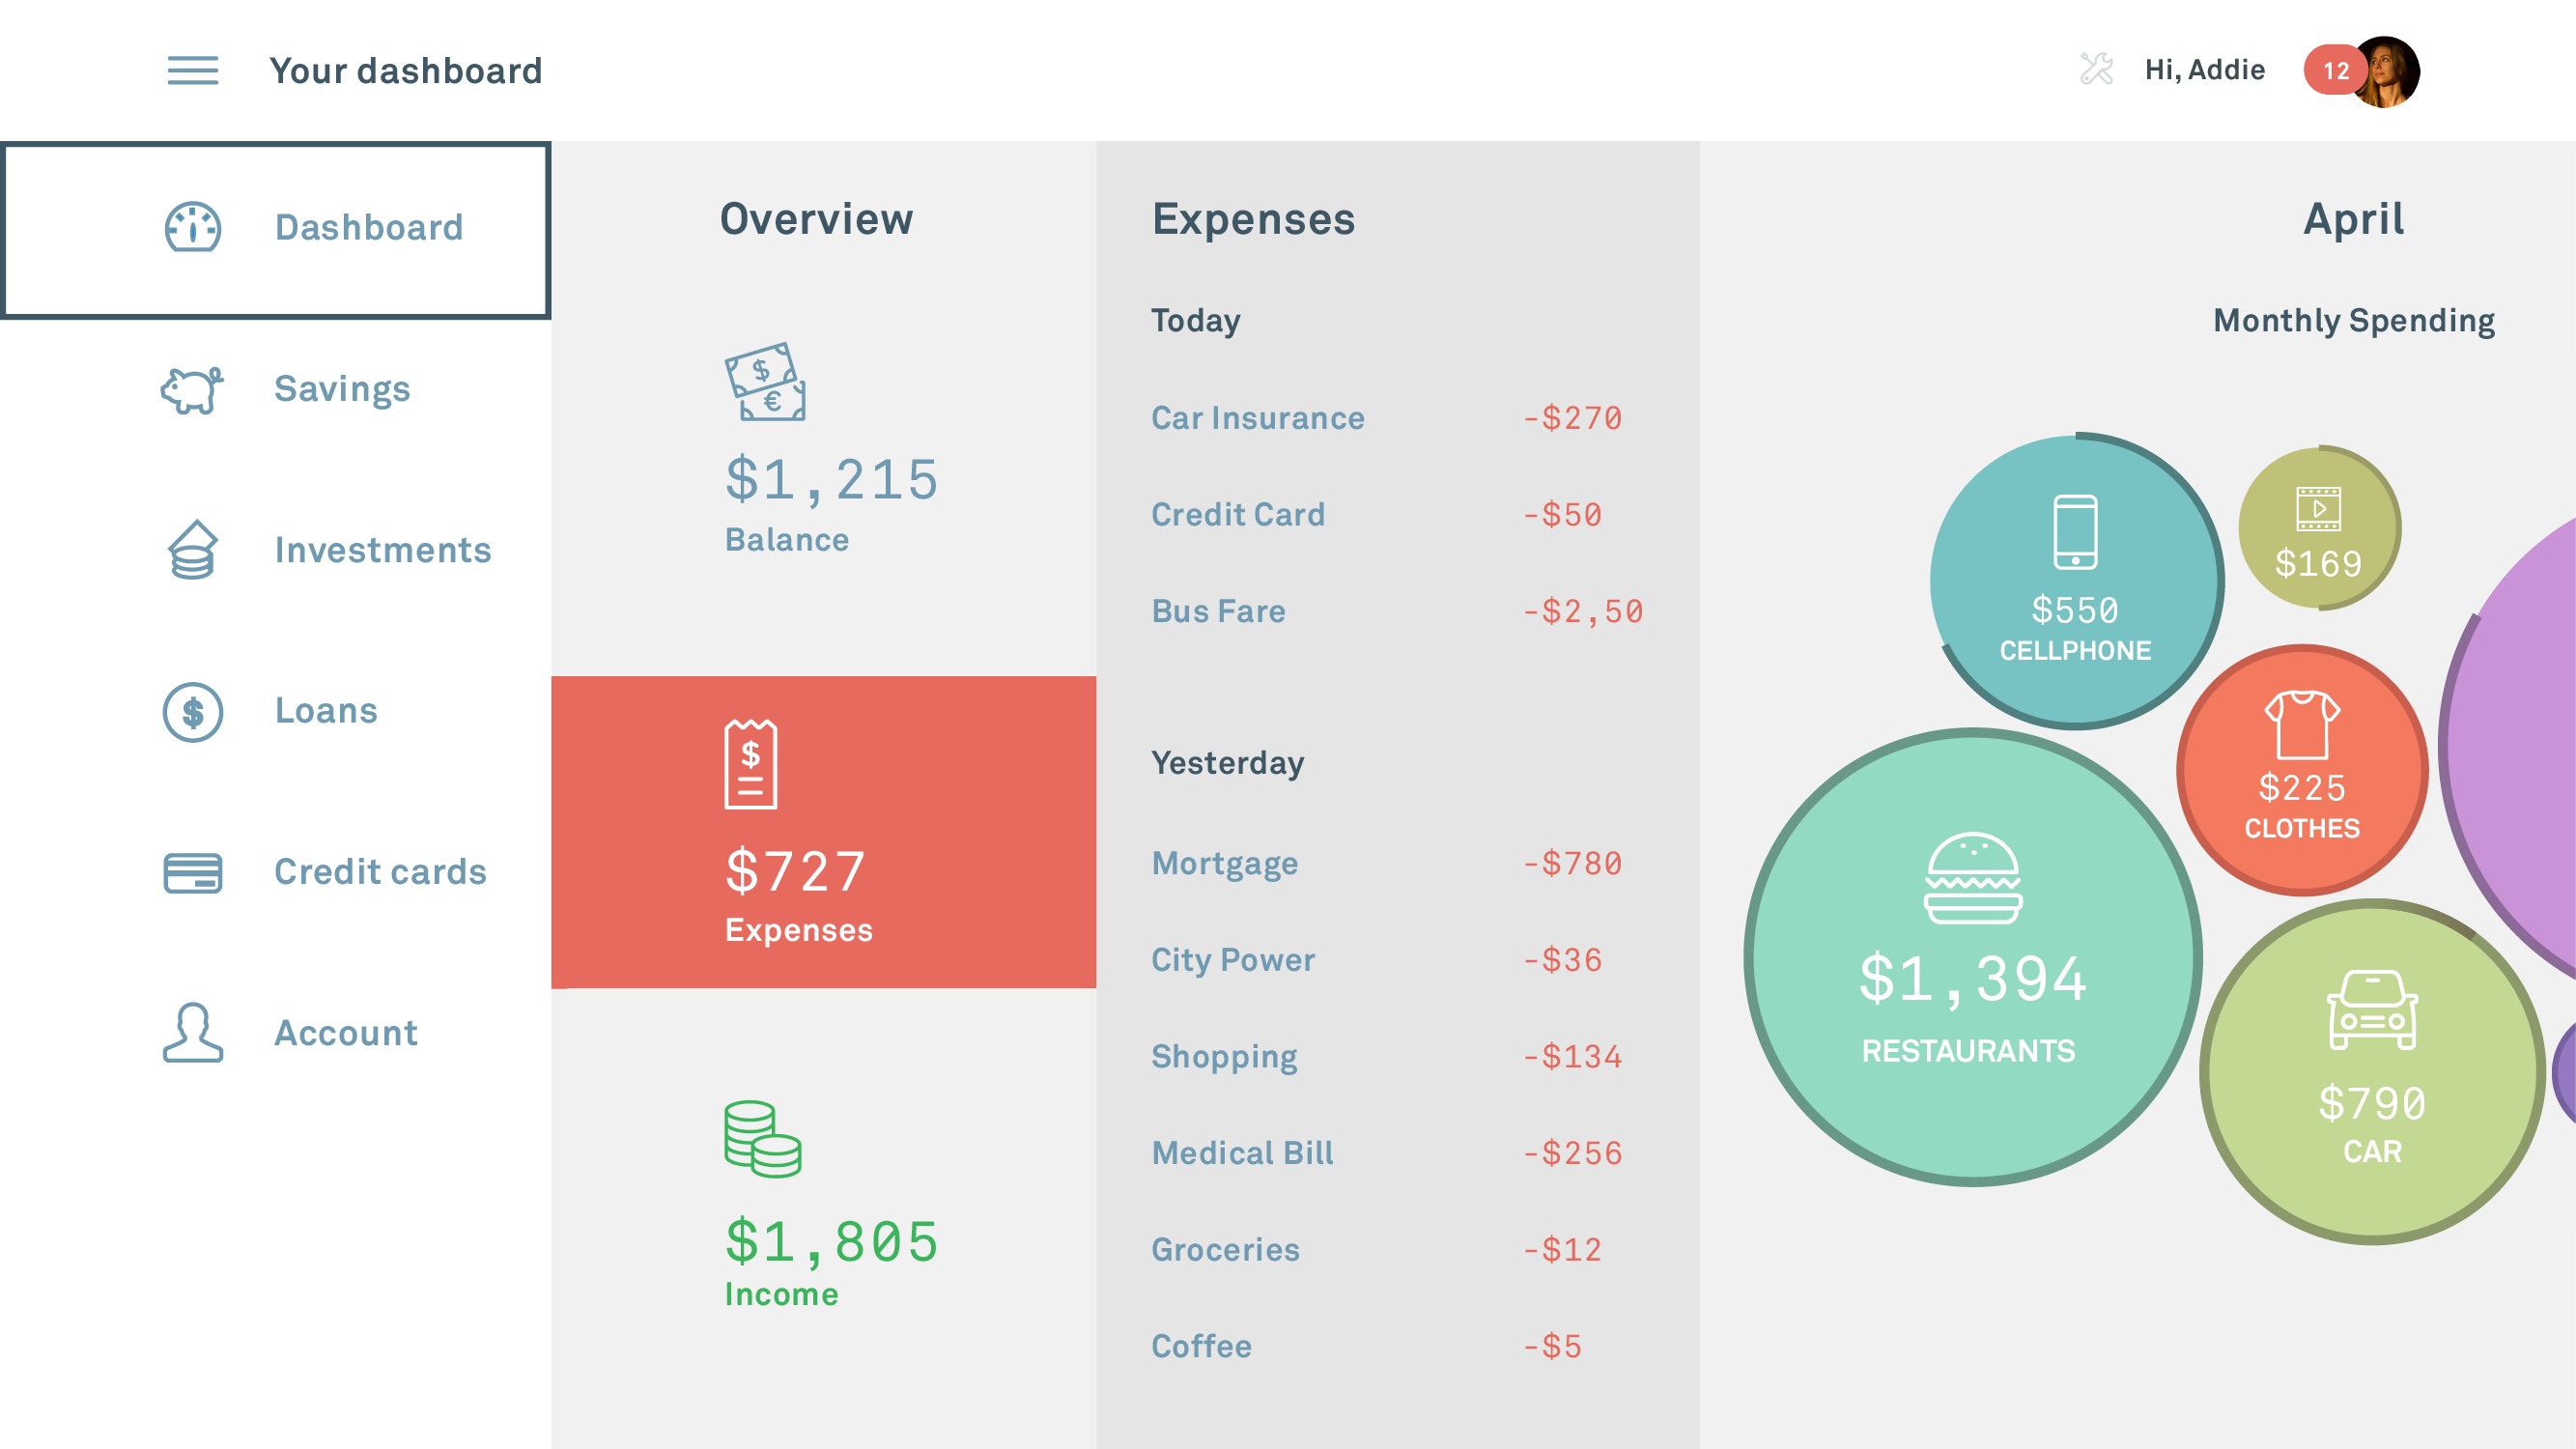 Your dashboard
Hi, Addie
12
Dashboard
Savings
Investments
Loans
Credit cards
Account
Overview
$
€
$1,215
Balance
$
$727
Expenses
$1,805
Income
Expenses
Today
Car Insurance -$270
Credit Card -$50
Bus Fare -$2,50
Yesterday
Mortgage -$780
City Power -$36
Shopping -$134
Medical Bill -$256
Groceries -$12
Coffee -$5
April
Monthly Spending
$550
CELLPHONE
$169
$225
CLOTHES
$1,394
RESTAURANTS
$790
CAR